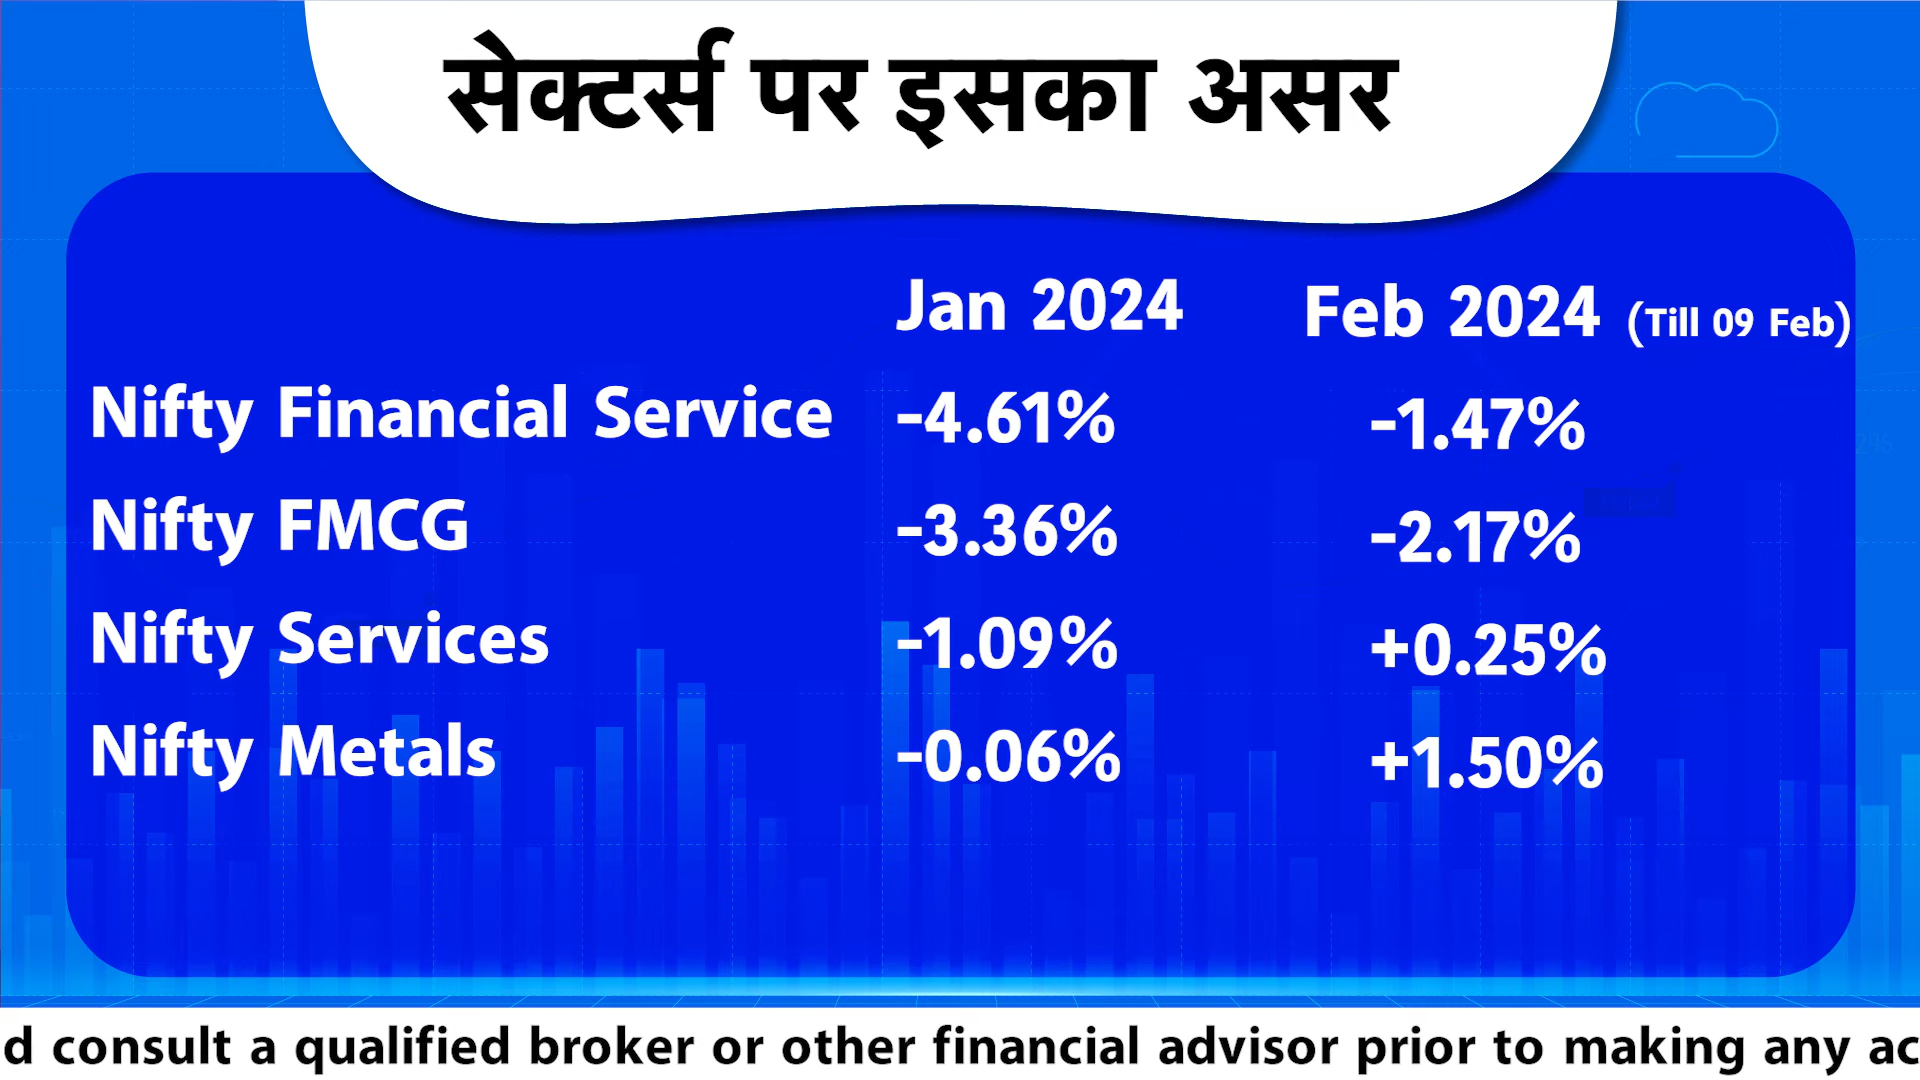 सेक्टर्स पर इसका असर
Jan 2024 Feb 2024 (Till 09 Feb)
Nifty Financial Service -4.61% -1.47%
Nifty FMCG -3.36% -2.17%
Nifty Services -1.09% +0.25%
Nifty Metals -0.06% +1.50%
d consult a qualified broker or other financial advisor prior to making any ac